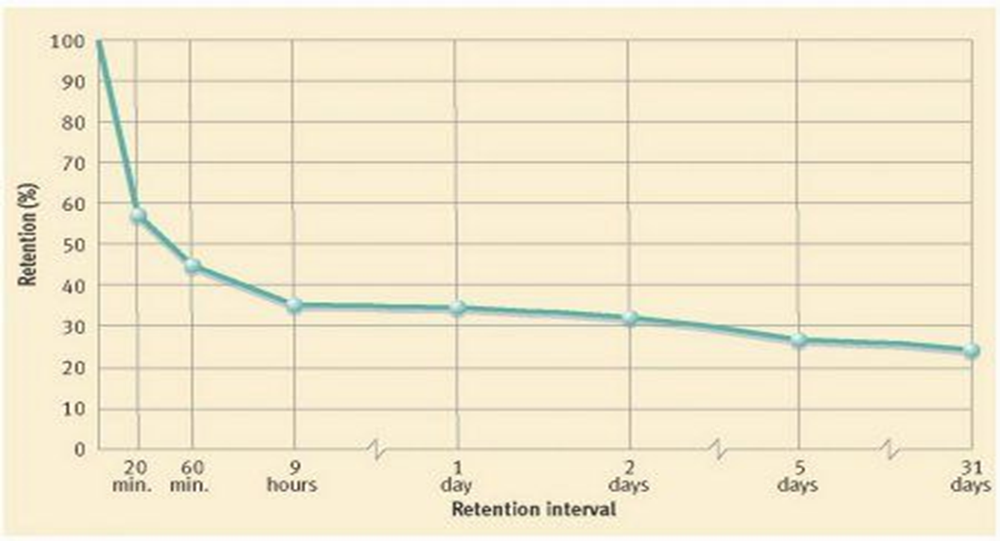 100
90
80
70
60
50
40
30
20
10
0
Retention (%)
20 60 9 1 2 5 31
min. min. hours day days days days
Retention interval